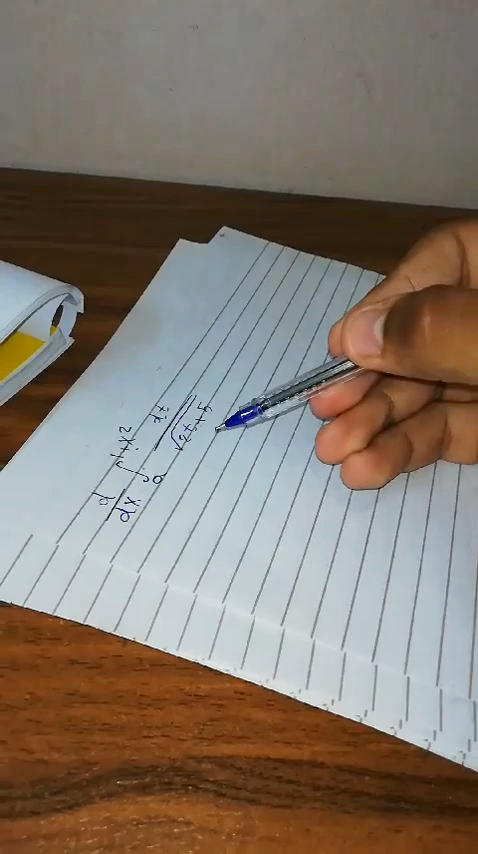 d/dx ∫_0^{1+x²} dt/√(2t+5)